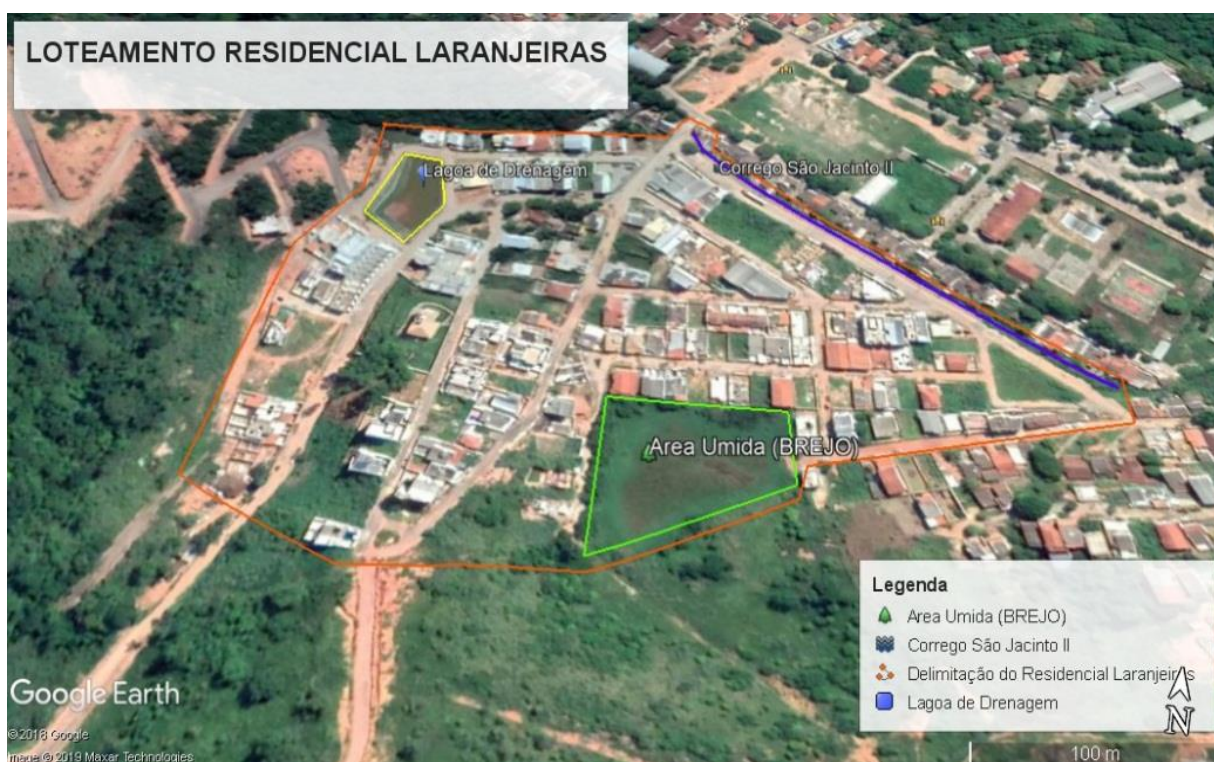 LOTEAMENTO RESIDENCIAL LARANJEIRAS
Lagoa de Drenagem
Corrego São Jacinto II
Area Umida (BREJO)
Legenda
Area Umida (BREJO)
Corrego São Jacinto II
Delimitação do Residencial Laranjeiras
Lagoa de Drenagem
N
100 m
Google Earth
©2018 Google
Image © 2019 Maxar Technologies